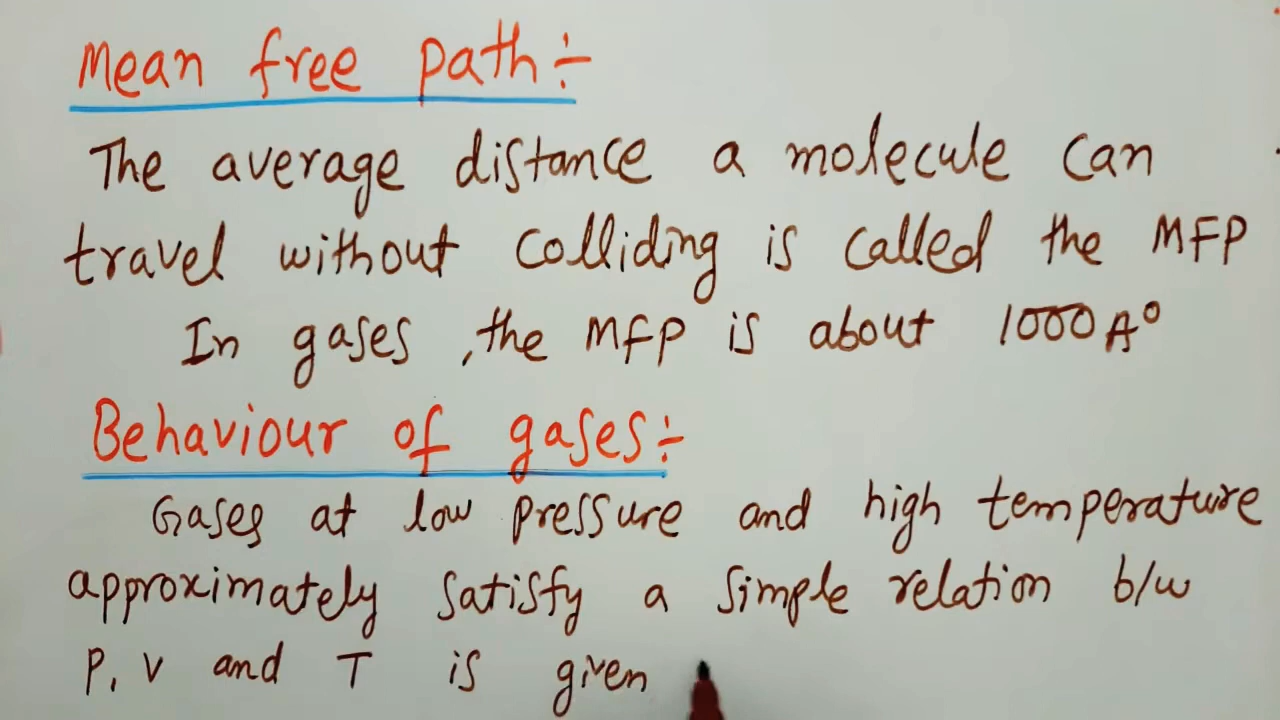 Mean free path:-
The average distance a molecule can
travel without colliding is called the MFP
In gases, the MFP is about 1000 A°
Behaviour of gases:-
Gases at low pressure and high temperature
approximately satisfy a simple relation b/w
P, V and T is given